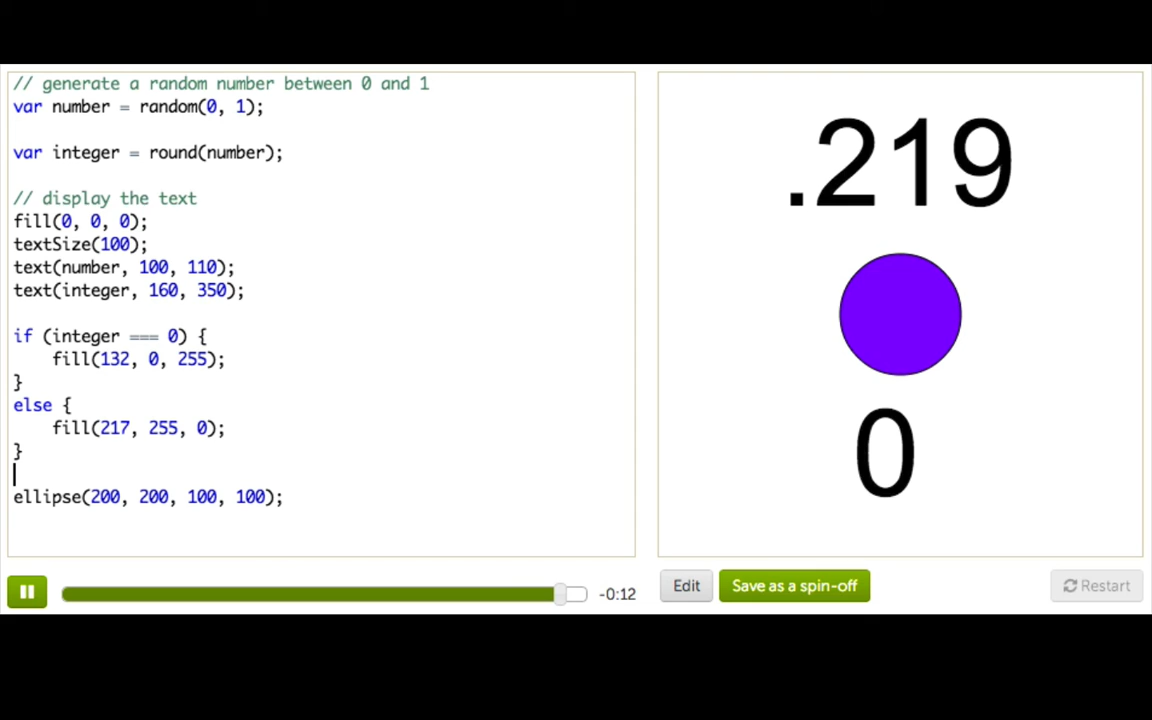 // generate a random number between 0 and 1
var number = random(0, 1);
var integer = round(number);
// display the text
fill(0, 0, 0);
textSize(100);
text(number, 100, 110);
text(integer, 160, 350);
if (integer === 0) {
    fill(132, 0, 255);
}
else {
    fill(217, 255, 0);
}
ellipse(200, 200, 100, 100);
.219
0
-0:12
Edit
Save as a spin-off
Restart